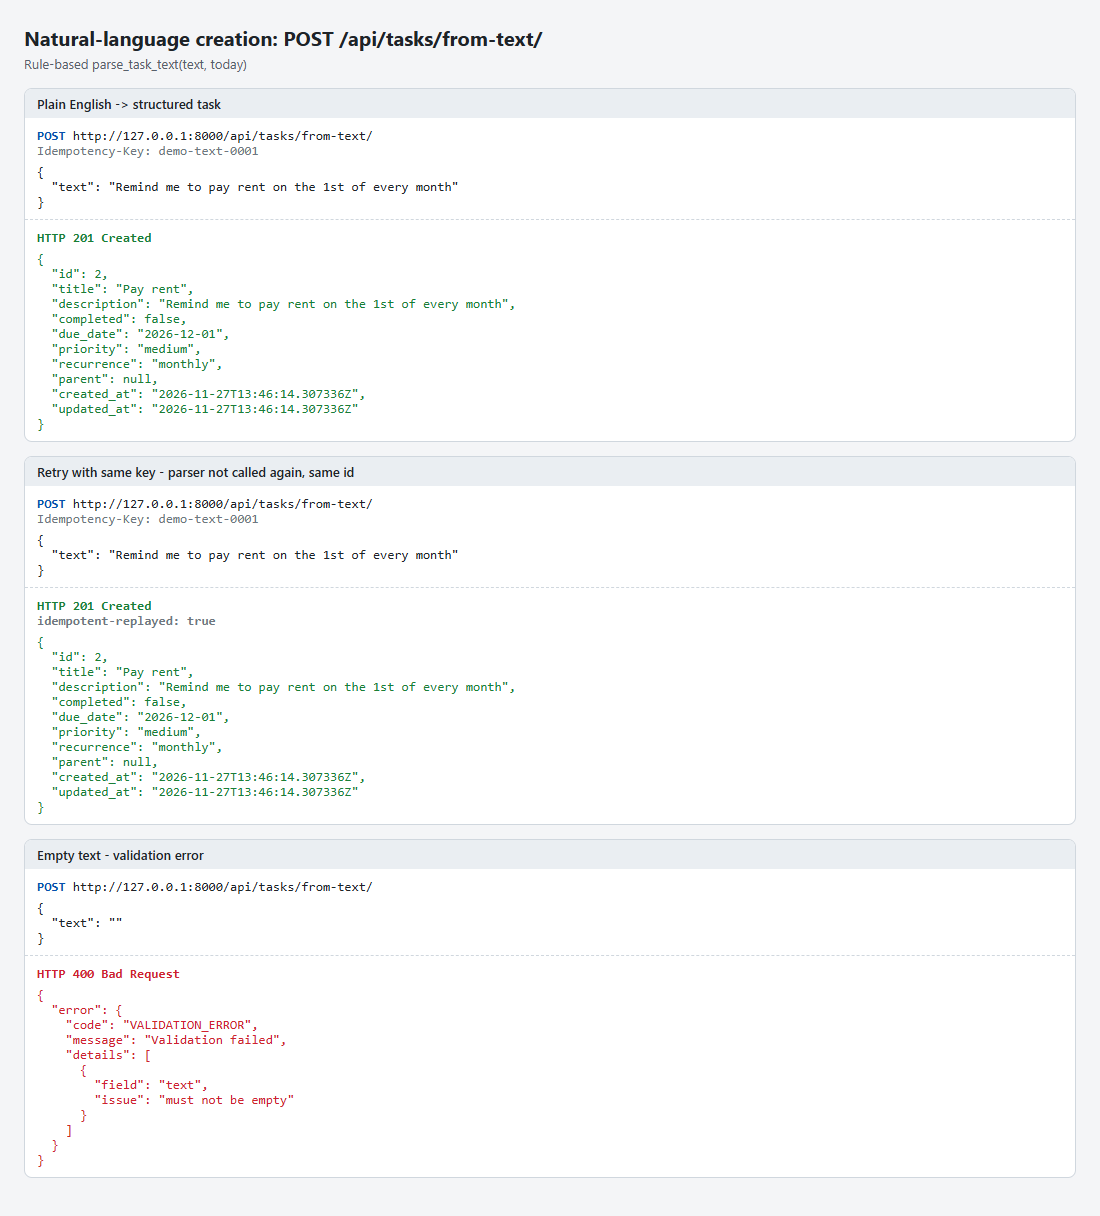 Natural-language creation: POST /api/tasks/from-text/
Rule-based parse_task_text(text, today)
Plain English -> structured task
POST http://127.0.0.1:8000/api/tasks/from-text/
Idempotency-Key: demo-text-0001
{
  "text": "Remind me to pay rent on the 1st of every month"
}
HTTP 201 Created
{
  "id": 2,
  "title": "Pay rent",
  "description": "Remind me to pay rent on the 1st of every month",
  "completed": false,
  "due_date": "2026-12-01",
  "priority": "medium",
  "recurrence": "monthly",
  "parent": null,
  "created_at": "2026-11-27T13:46:14.307336Z",
  "updated_at": "2026-11-27T13:46:14.307336Z"
}
Retry with same key - parser not called again, same id
POST http://127.0.0.1:8000/api/tasks/from-text/
Idempotency-Key: demo-text-0001
{
  "text": "Remind me to pay rent on the 1st of every month"
}
HTTP 201 Created
idempotent-replayed: true
{
  "id": 2,
  "title": "Pay rent",
  "description": "Remind me to pay rent on the 1st of every month",
  "completed": false,
  "due_date": "2026-12-01",
  "priority": "medium",
  "recurrence": "monthly",
  "parent": null,
  "created_at": "2026-11-27T13:46:14.307336Z",
  "updated_at": "2026-11-27T13:46:14.307336Z"
}
Empty text - validation error
POST http://127.0.0.1:8000/api/tasks/from-text/
{
  "text": ""
}
HTTP 400 Bad Request
{
  "error": {
    "code": "VALIDATION_ERROR",
    "message": "Validation failed",
    "details": [
      {
        "field": "text",
        "issue": "must not be empty"
      }
    ]
  }
}